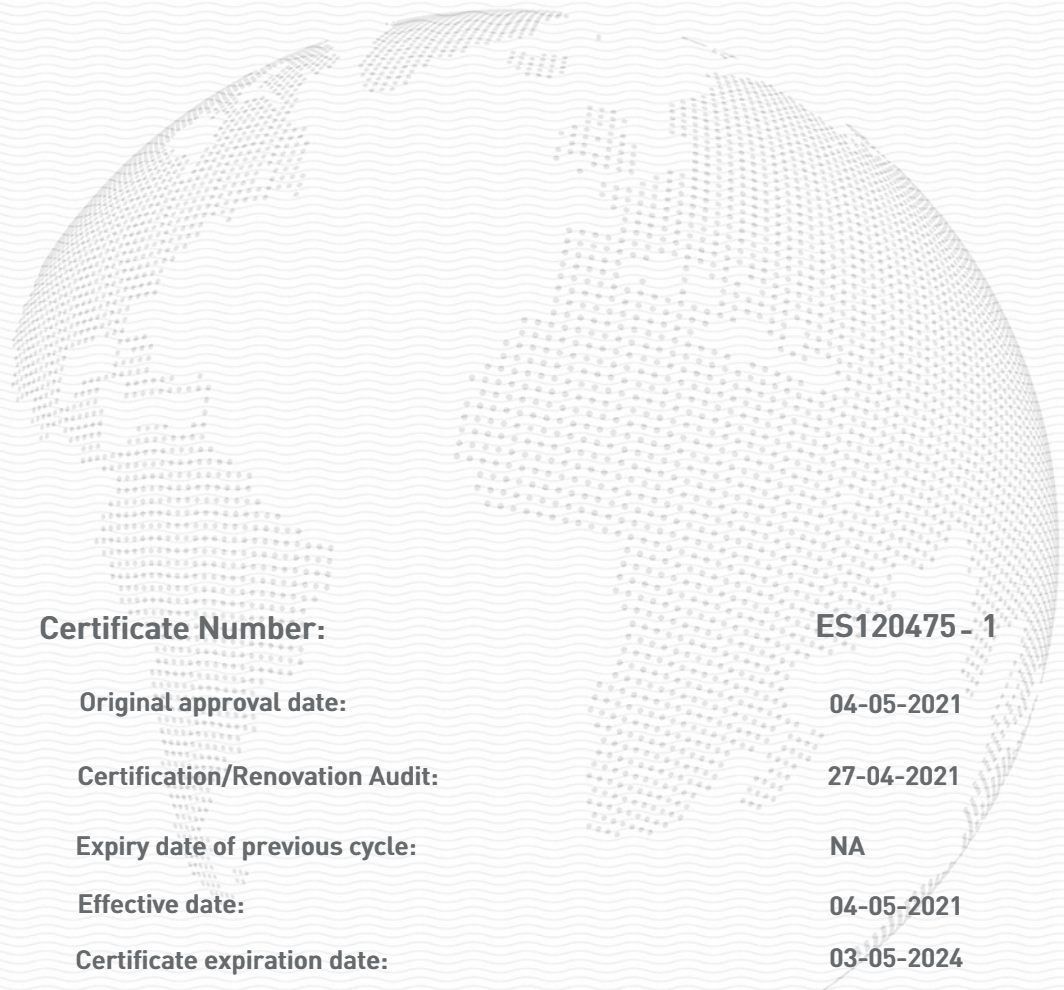 Certificate Number: ES120475- 1
Original approval date: 04-05-2021
Certification/Renovation Audit: 27-04-2021
Expiry date of previous cycle: NA
Effective date: 04-05-2021
Certificate expiration date: 03-05-2024